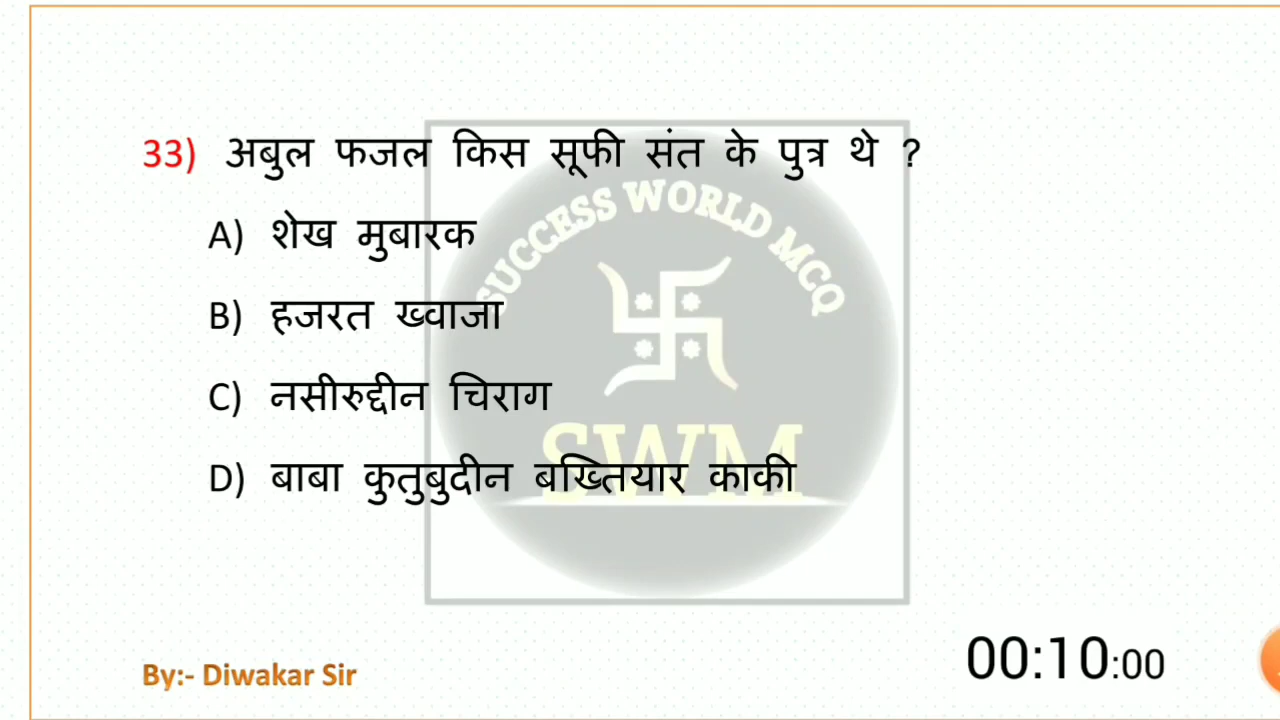 33) अबुल फजल किस सूफी संत के पुत्र थे ?
A) शेख मुबारक
B) हजरत ख्वाजा
C) नसीरुद्दीन चिराग
D) बाबा कुतुबुदीन बख्तियार काकी
SUCCESS WORLD MCQ
SWM
By:- Diwakar Sir
00:10:00